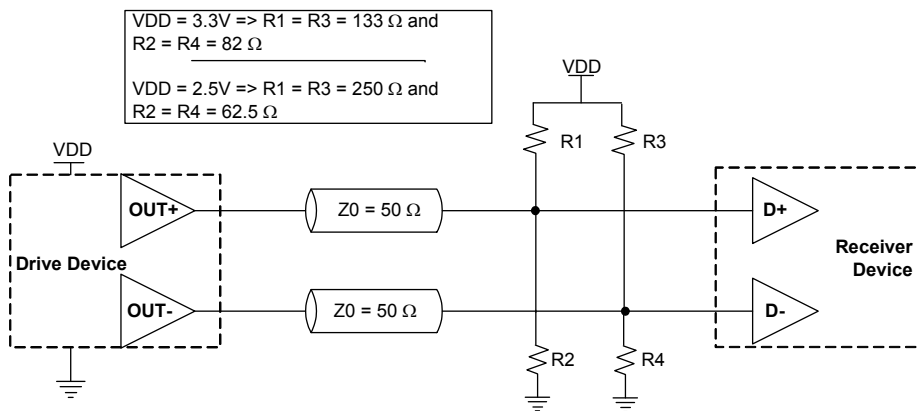 VDD = 3.3V => R1 = R3 = 133 Ω and
R2 = R4 = 82 Ω
VDD = 2.5V => R1 = R3 = 250 Ω and
R2 = R4 = 62.5 Ω
VDD
R1
R3
VDD
OUT+
Z0 = 50 Ω
D+
Drive Device
Receiver
Device
OUT-
Z0 = 50 Ω
D-
R2
R4